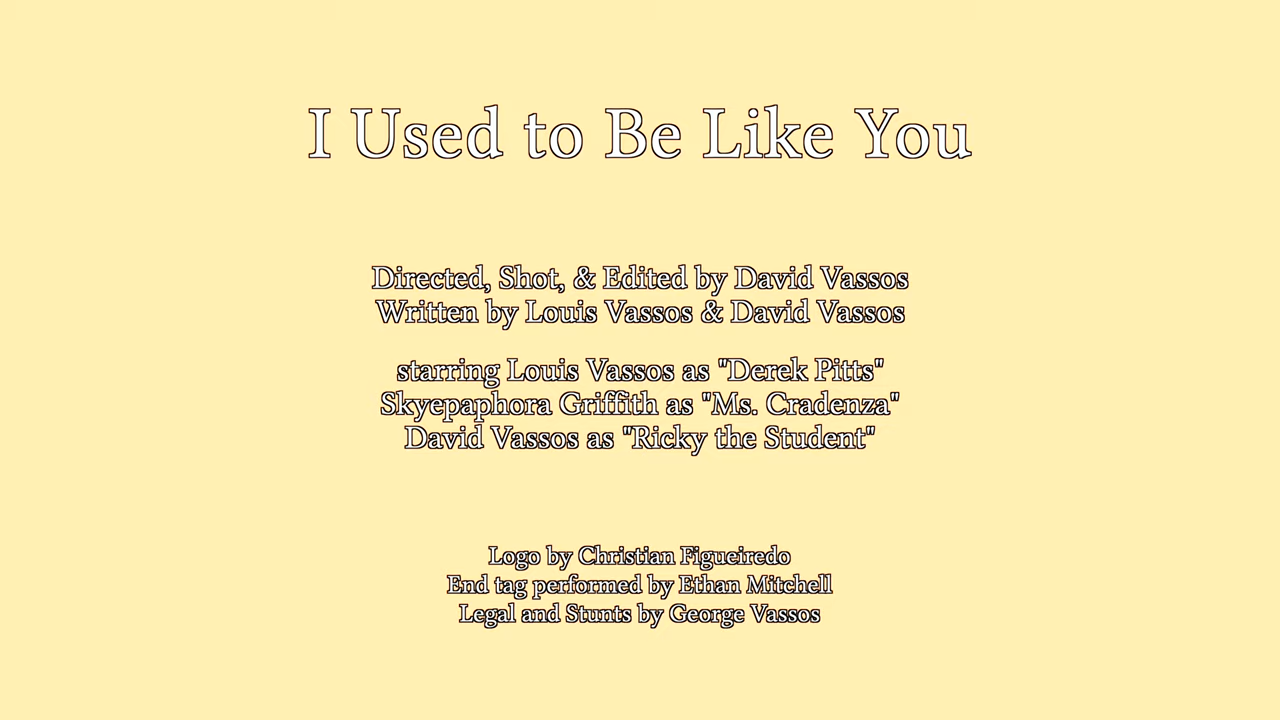 I Used to Be Like You
Directed, Shot, & Edited by David Vassos
Written by Louis Vassos & David Vassos
starring Louis Vassos as "Derek Pitts"
Skyepaphora Griffith as "Ms. Cradenza"
David Vassos as "Ricky the Student"
Logo by Christian Figueiredo
End tag performed by Ethan Mitchell
Legal and Stunts by George Vassos